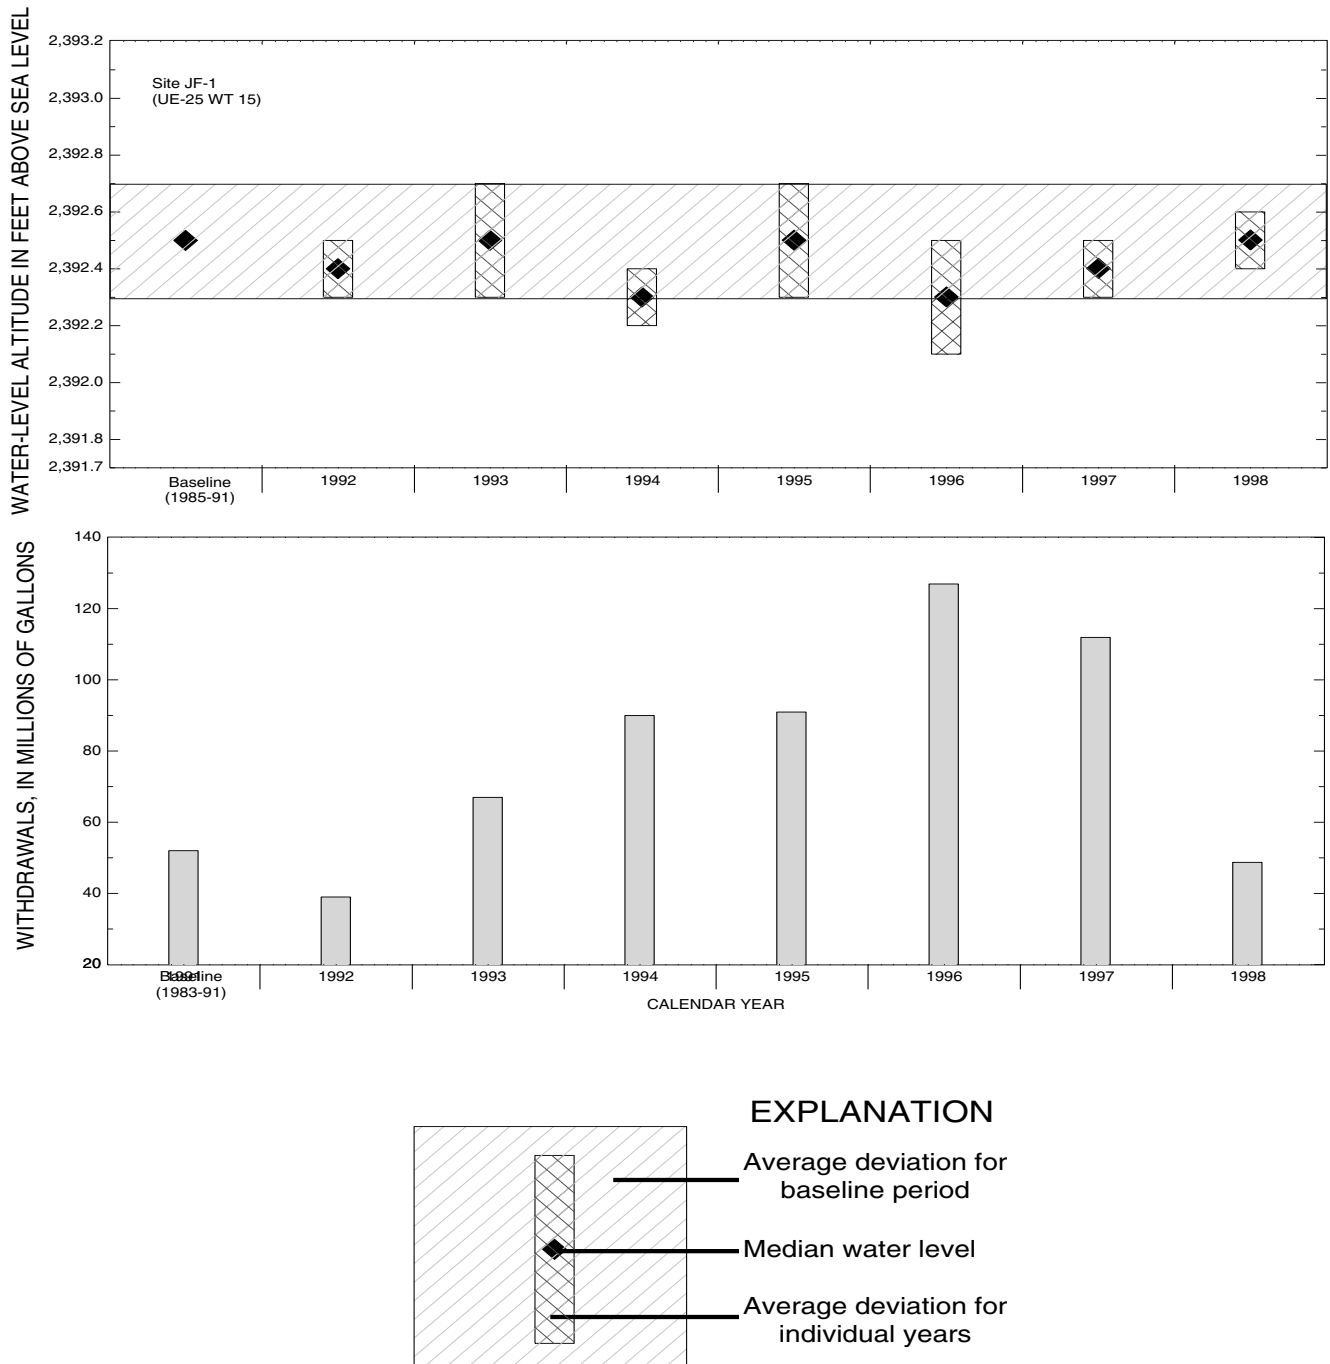 WATER-LEVEL ALTITUDE IN FEET ABOVE SEA LEVEL
2,393.2
2,393.0
2,392.8
2,392.6
2,392.4
2,392.2
2,392.0
2,391.8
2,391.7
Site JF-1
(UE-25 WT 15)
Baseline
(1985-91)
1992
1993
1994
1995
1996
1997
1998
WITHDRAWALS, IN MILLIONS OF GALLONS
140
120
100
80
60
40
20
Baseline
1991
(1983-91)
1992
1993
1994
1995
1996
1997
1998
CALENDAR YEAR
EXPLANATION
Average deviation for
baseline period
Median water level
Average deviation for
individual years